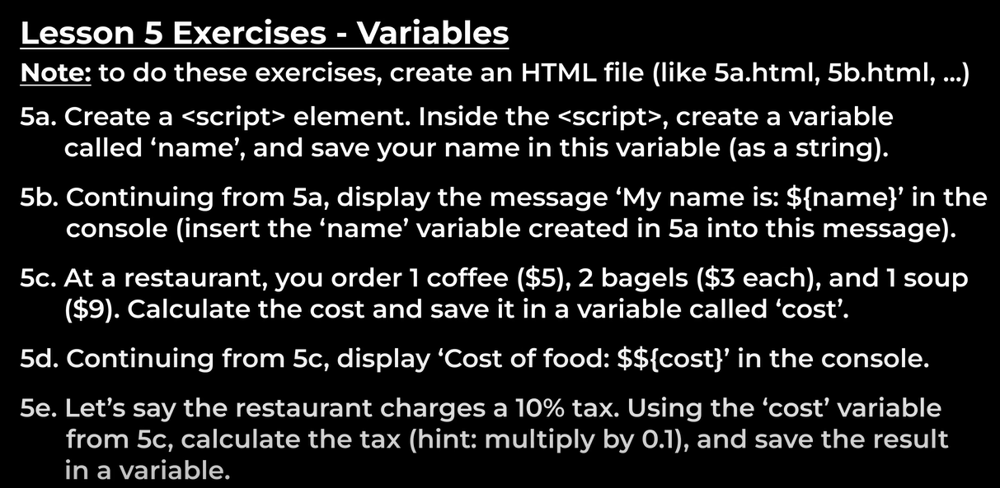 Lesson 5 Exercises - Variables
Note: to do these exercises, create an HTML file (like 5a.html, 5b.html, ...)
5a. Create a <script> element. Inside the <script>, create a variable
called ‘name’, and save your name in this variable (as a string).
5b. Continuing from 5a, display the message ‘My name is: ${name}’ in the
console (insert the ‘name’ variable created in 5a into this message).
5c. At a restaurant, you order 1 coffee ($5), 2 bagels ($3 each), and 1 soup
($9). Calculate the cost and save it in a variable called ‘cost’.
5d. Continuing from 5c, display ‘Cost of food: $${cost}’ in the console.
5e. Let’s say the restaurant charges a 10% tax. Using the ‘cost’ variable
from 5c, calculate the tax (hint: multiply by 0.1), and save the result
in a variable.